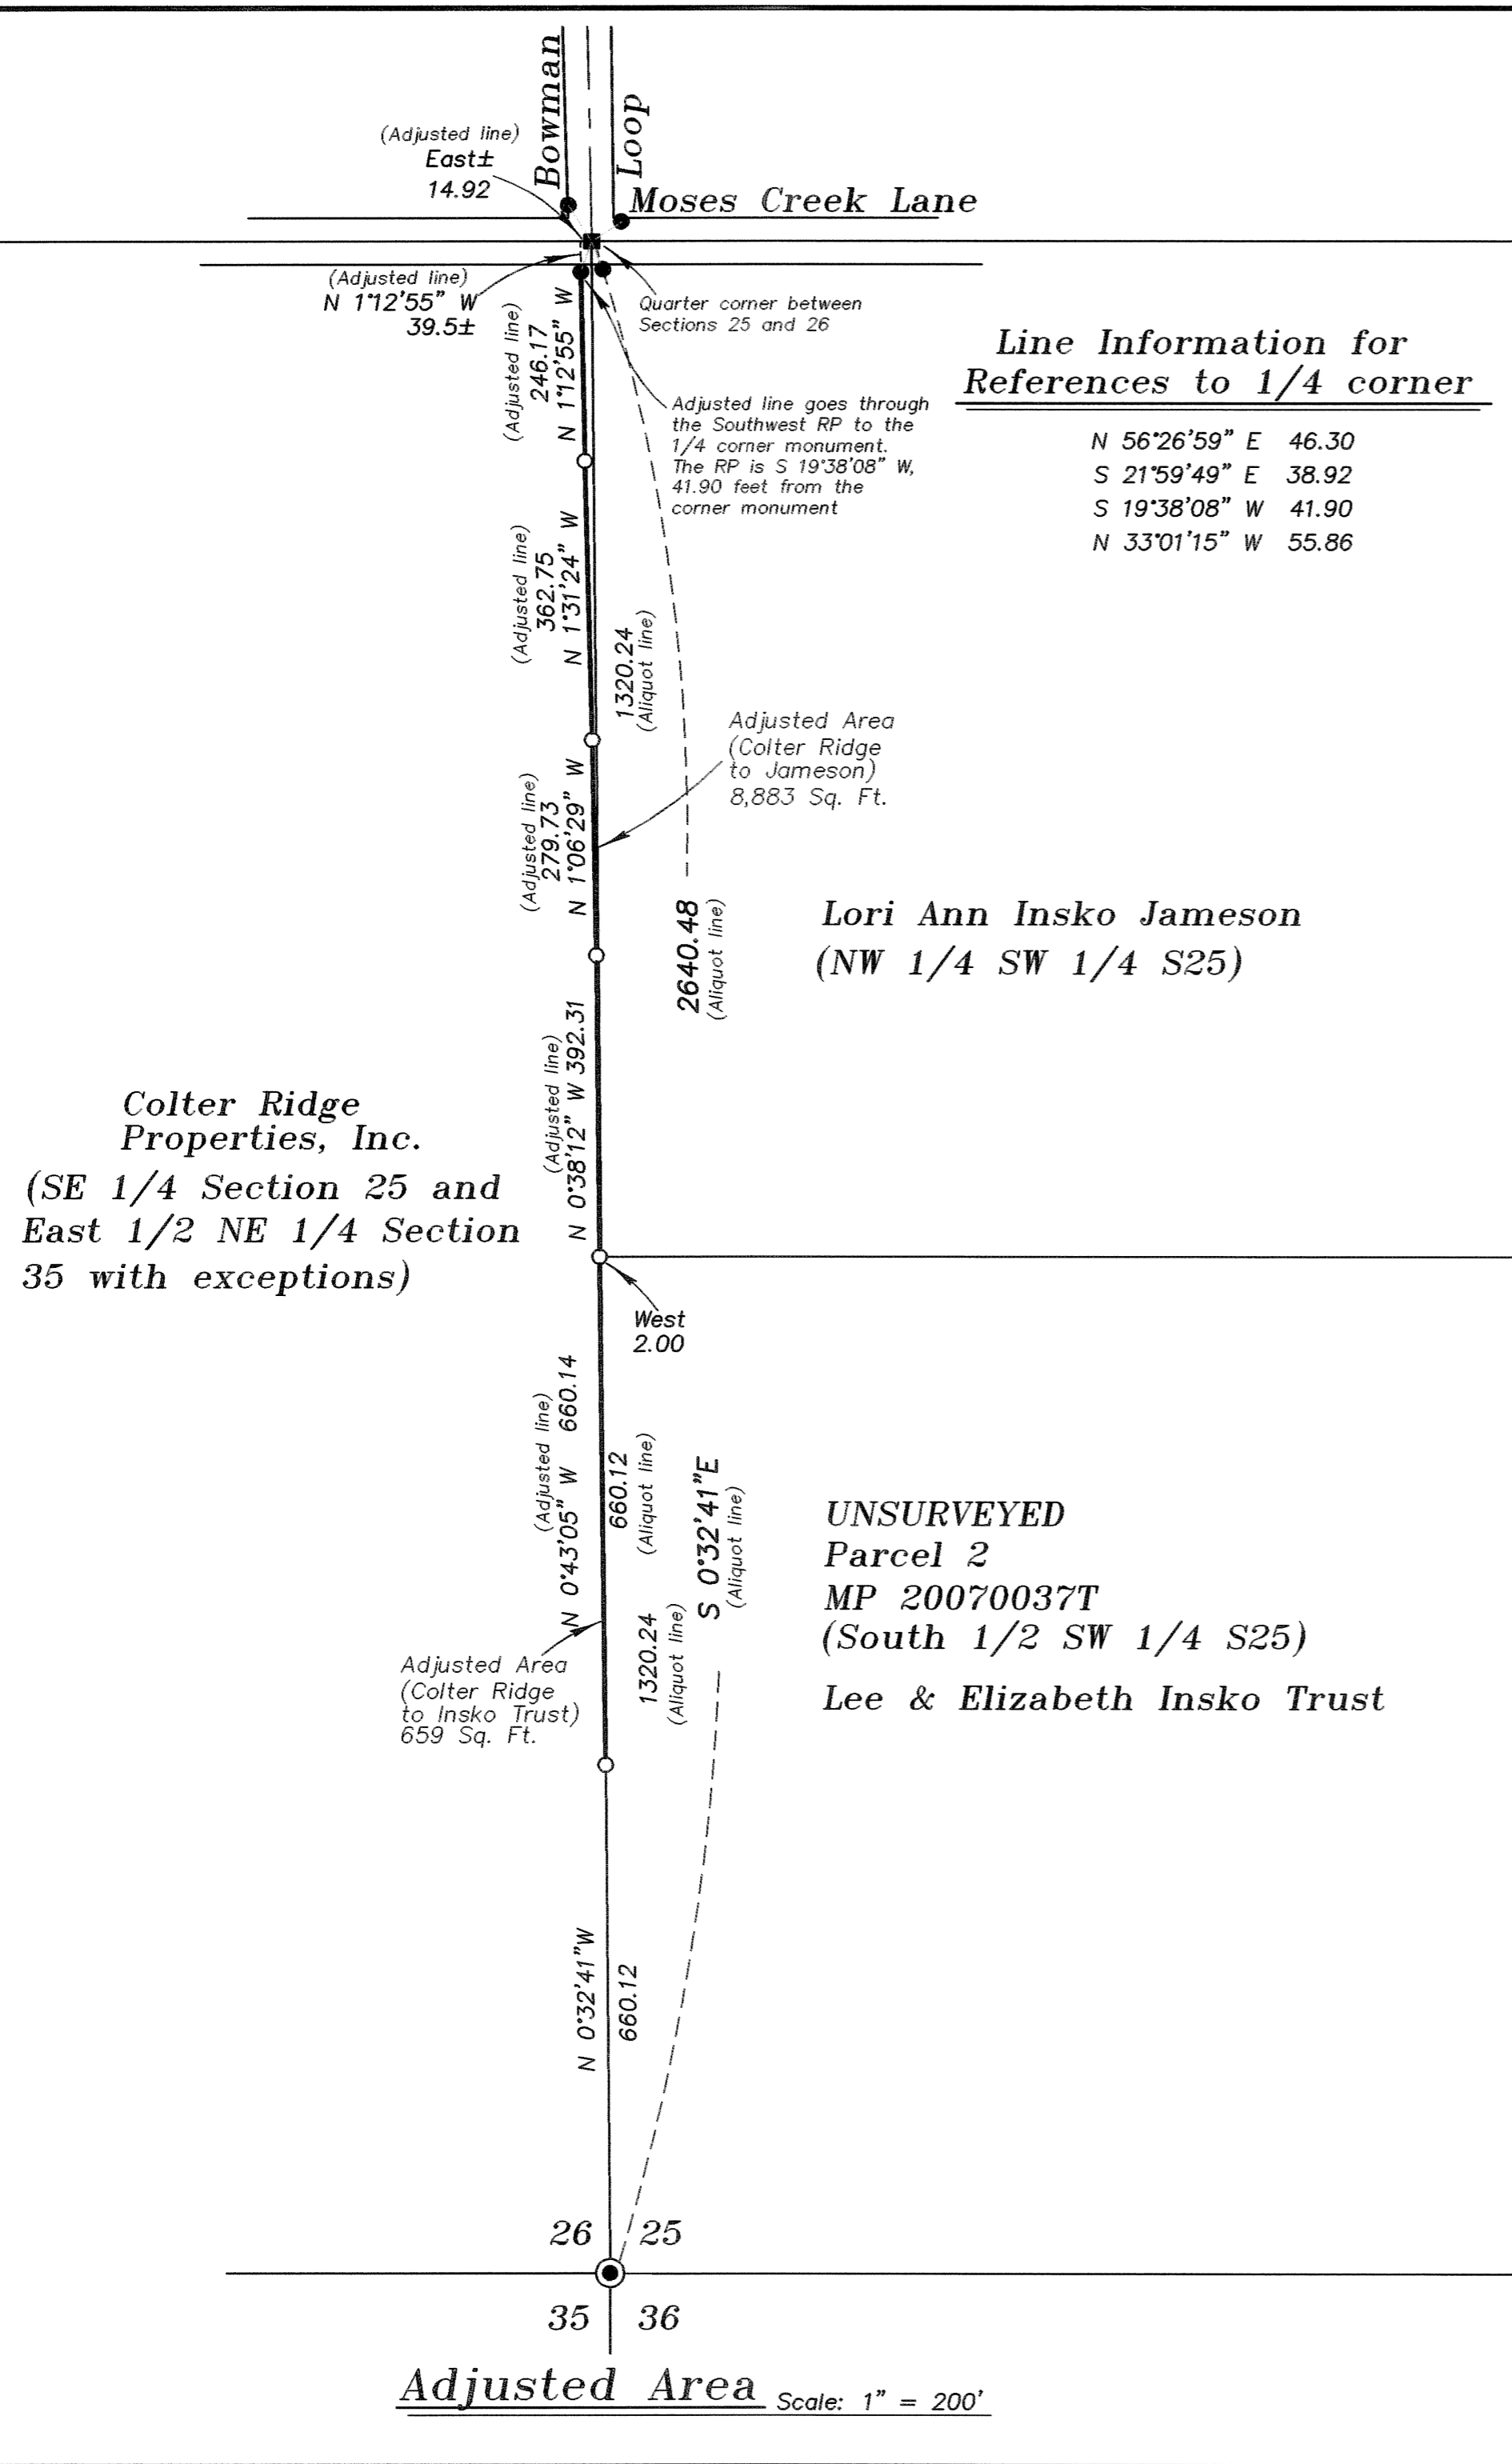 Bowman
Loop
(Adjusted line)
East±
14.92
Moses Creek Lane
(Adjusted line)
N 1°12'55" W
39.5±
Quarter corner between
Sections 25 and 26
(Adjusted line)
246.17
N 1°12'55" W
Line Information for
References to 1/4 corner
N 56°26'59" E 46.30
S 21°59'49" E 38.92
S 19°38'08" W 41.90
N 33°01'15" W 55.86
Adjusted line goes through
the Southwest RP to the
1/4 corner monument.
The RP is S 19°38'08" W,
41.90 feet from the
corner monument
(Adjusted line)
362.75
N 1°31'24" W
1320.24
(Aliquot line)
Adjusted Area
(Colter Ridge
to Jameson)
8,883 Sq. Ft.
(Adjusted line)
279.73
N 1°06'29" W
2640.48
(Aliquot line)
Lori Ann Insko Jameson
(NW 1/4 SW 1/4 S25)
(Adjusted line)
N 0°38'12" W 392.31
Colter Ridge
Properties, Inc.
(SE 1/4 Section 25 and
East 1/2 NE 1/4 Section
35 with exceptions)
West
2.00
(Adjusted line)
N 0°43'05" W 660.14
660.12
(Aliquot line)
S 0°32'41"E
(Aliquot line)
1320.24
(Aliquot line)
UNSURVEYED
Parcel 2
MP 20070037T
(South 1/2 SW 1/4 S25)
Lee & Elizabeth Insko Trust
Adjusted Area
(Colter Ridge
to Insko Trust)
659 Sq. Ft.
N 0°32'41"W
660.12
26 25
35 36
Adjusted Area Scale: 1" = 200'